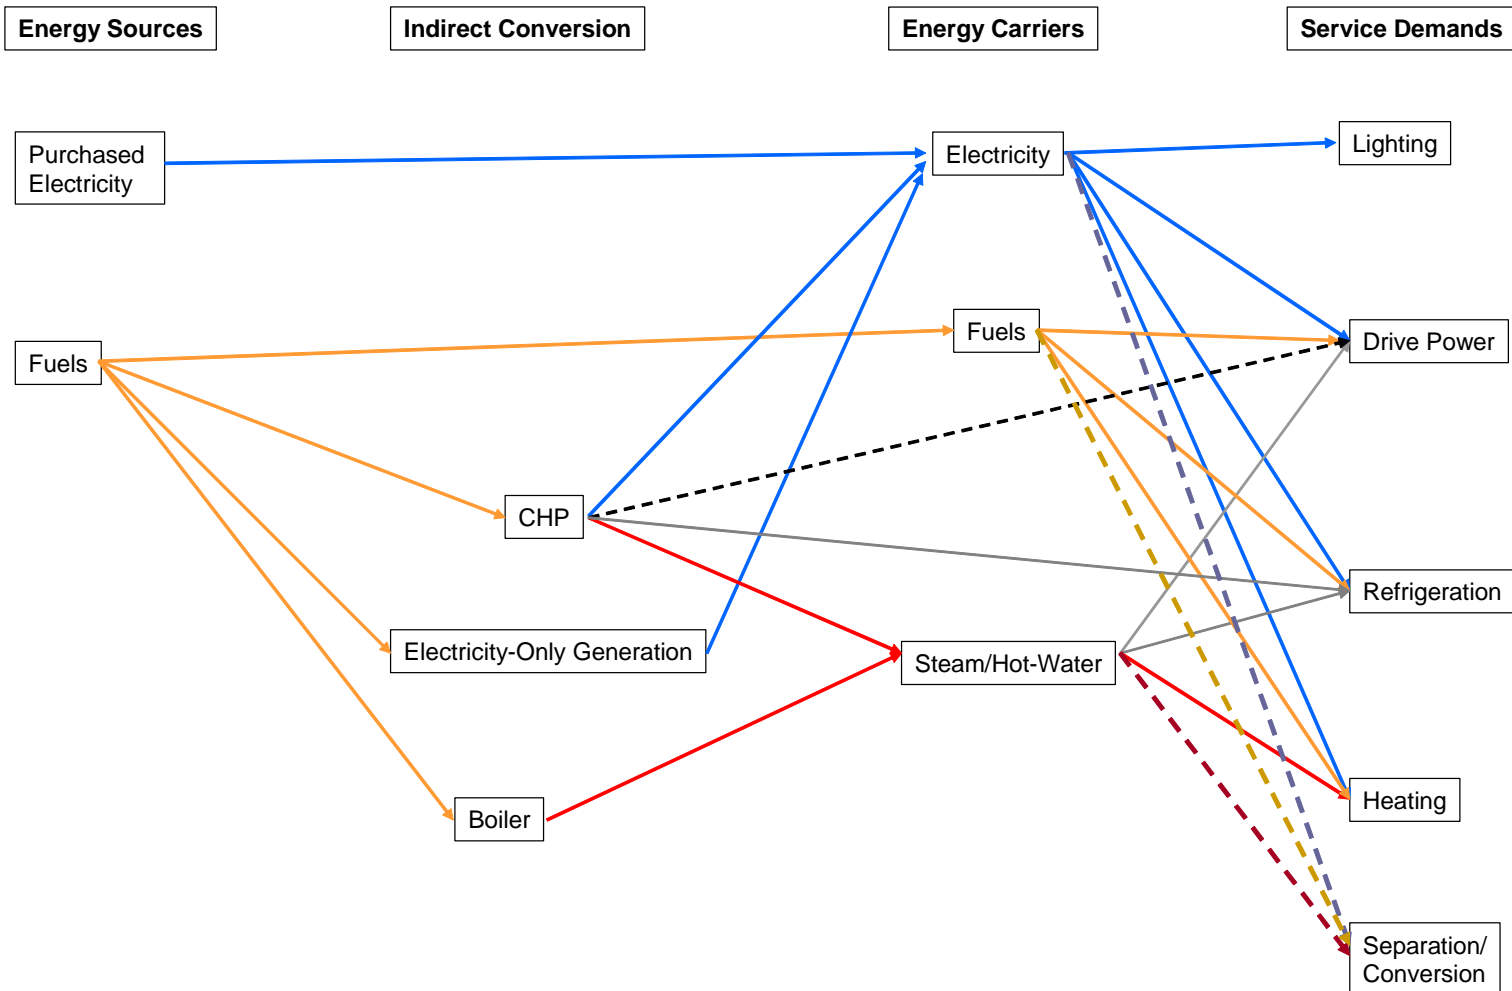 Energy Sources
Indirect Conversion
Energy Carriers
Service Demands
Purchased
Electricity
Electricity
Lighting
Fuels
Fuels
Drive Power
CHP
Refrigeration
Electricity-Only Generation
Steam/Hot-Water
Boiler
Heating
Separation/
Conversion